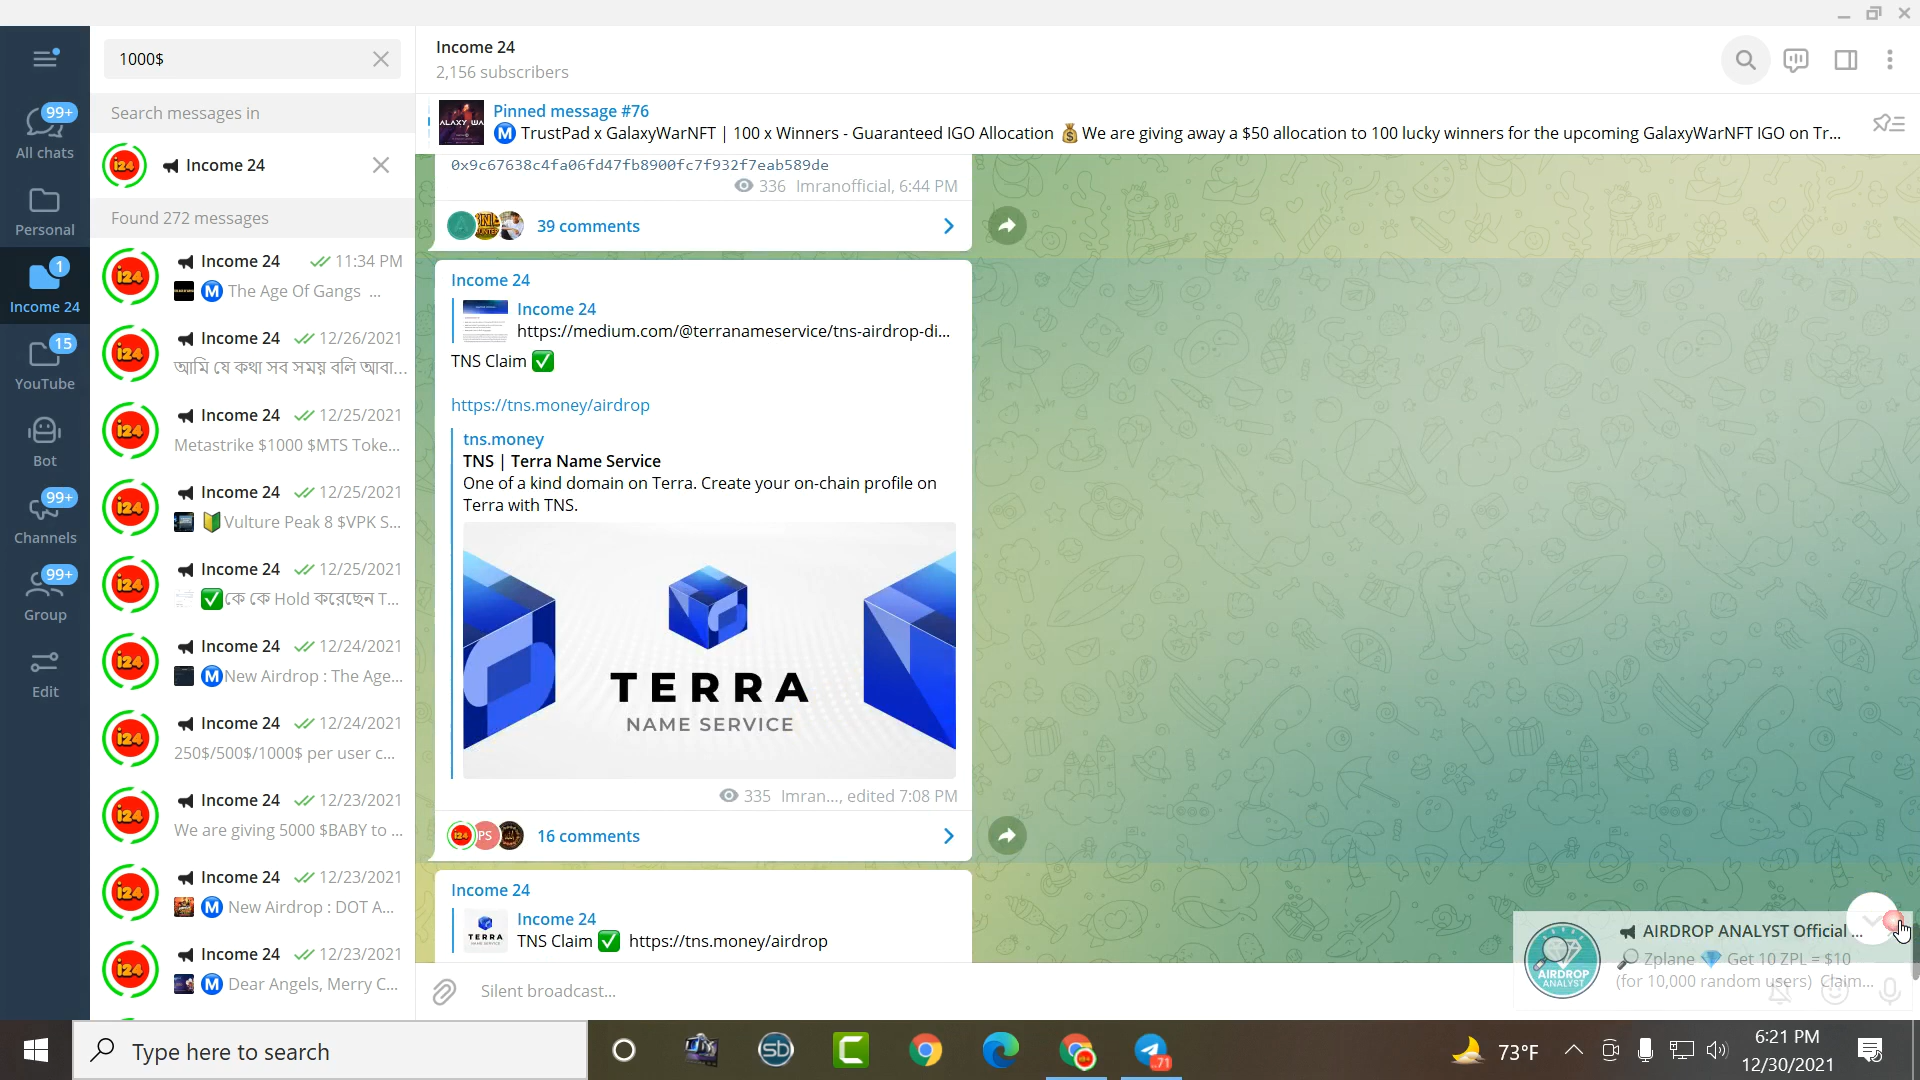 1000$
Search messages in
Income 24
Found 272 messages
99+
All chats
Personal
1
Income 24
15
YouTube
Bot
99+
Channels
99+
Group
Edit
Income 24 11:34 PM
The Age Of Gangs ...
Income 24 12/26/2021
আমি যে কথা সব সময় বলি আবা...
Income 24 12/25/2021
Metastrike $1000 $MTS Toke...
Income 24 12/25/2021
Vulture Peak 8 $VPK S...
Income 24 12/25/2021
কে কে Hold করেছেন T...
Income 24 12/24/2021
New Airdrop : The Age...
Income 24 12/24/2021
250$/500$/1000$ per user c...
Income 24 12/23/2021
We are giving 5000 $BABY to ...
Income 24 12/23/2021
New Airdrop : DOT A...
Income 24 12/23/2021
Dear Angels, Merry C...
Income 24
2,156 subscribers
Pinned message #76
TrustPad x GalaxyWarNFT | 100 x Winners - Guaranteed IGO Allocation 💰 We are giving away a $50 allocation to 100 lucky winners for the upcoming GalaxyWarNFT IGO on Tr...
0x9c67638c4fa06fd47fb8900fc7f932f7eab589de
336 Imranofficial, 6:44 PM
39 comments
Income 24
Income 24
https://medium.com/@terranameservice/tns-airdrop-di...
TNS Claim ✅
https://tns.money/airdrop
tns.money
TNS | Terra Name Service
One of a kind domain on Terra. Create your on-chain profile on
Terra with TNS.
TERRA
NAME SERVICE
335 Imran..., edited 7:08 PM
PS
16 comments
Income 24
Income 24
TERRA
TNS Claim ✅ https://tns.money/airdrop
Silent broadcast...
AIRDROP
ANALYST
AIRDROP ANALYST Official ...
Zplane 💎 Get 10 ZPL = $10
(for 10,000 random users) Claim...
Type here to search
..71
73°F
6:21 PM
12/30/2021